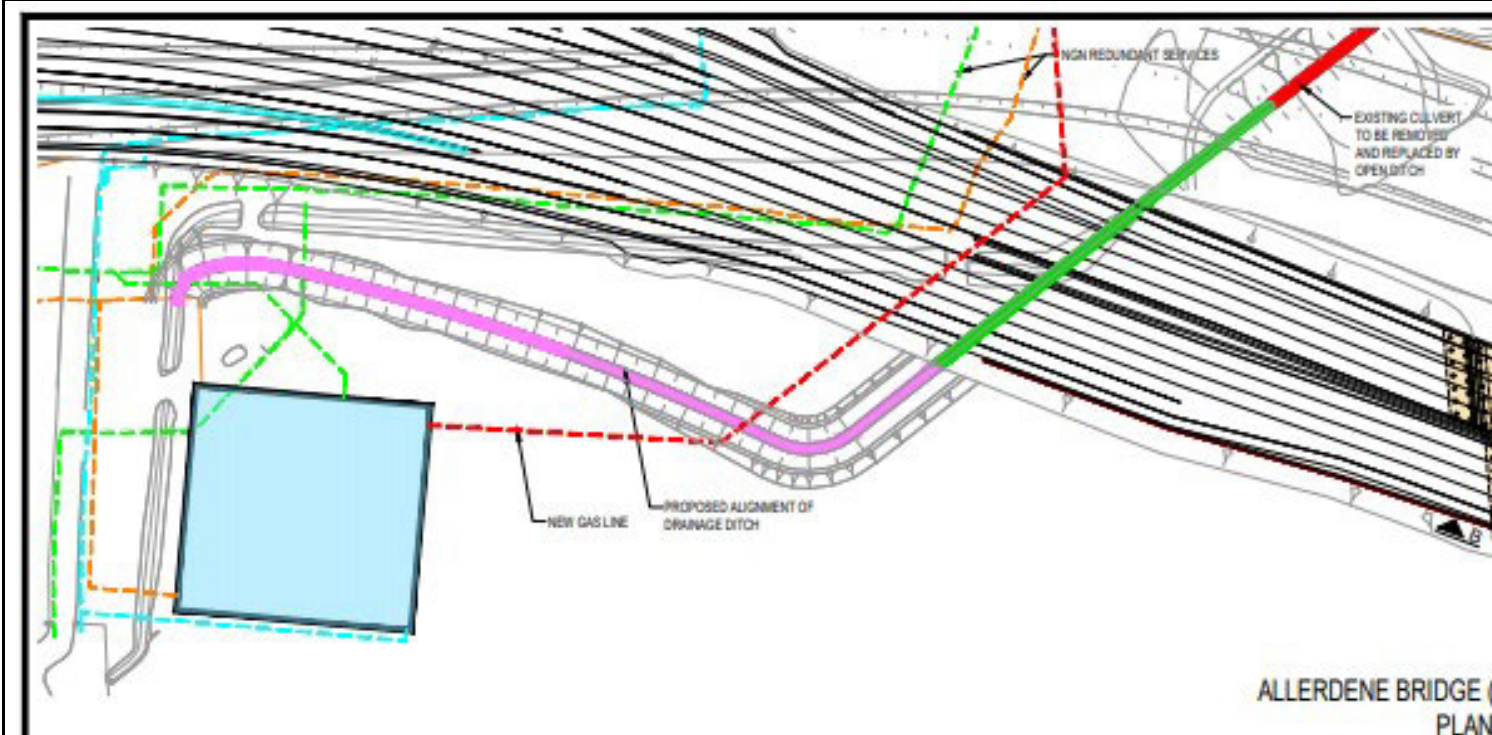 NGN REDUNDANT SERVICES
EXISTING CULVERT
TO BE REMOVED
AND REPLACED BY
OPEN DITCH
PROPOSED ALIGNMENT OF
DRAINAGE DITCH
NEW GAS LINE
B
ALLERDENE BRIDGE (
PLAN